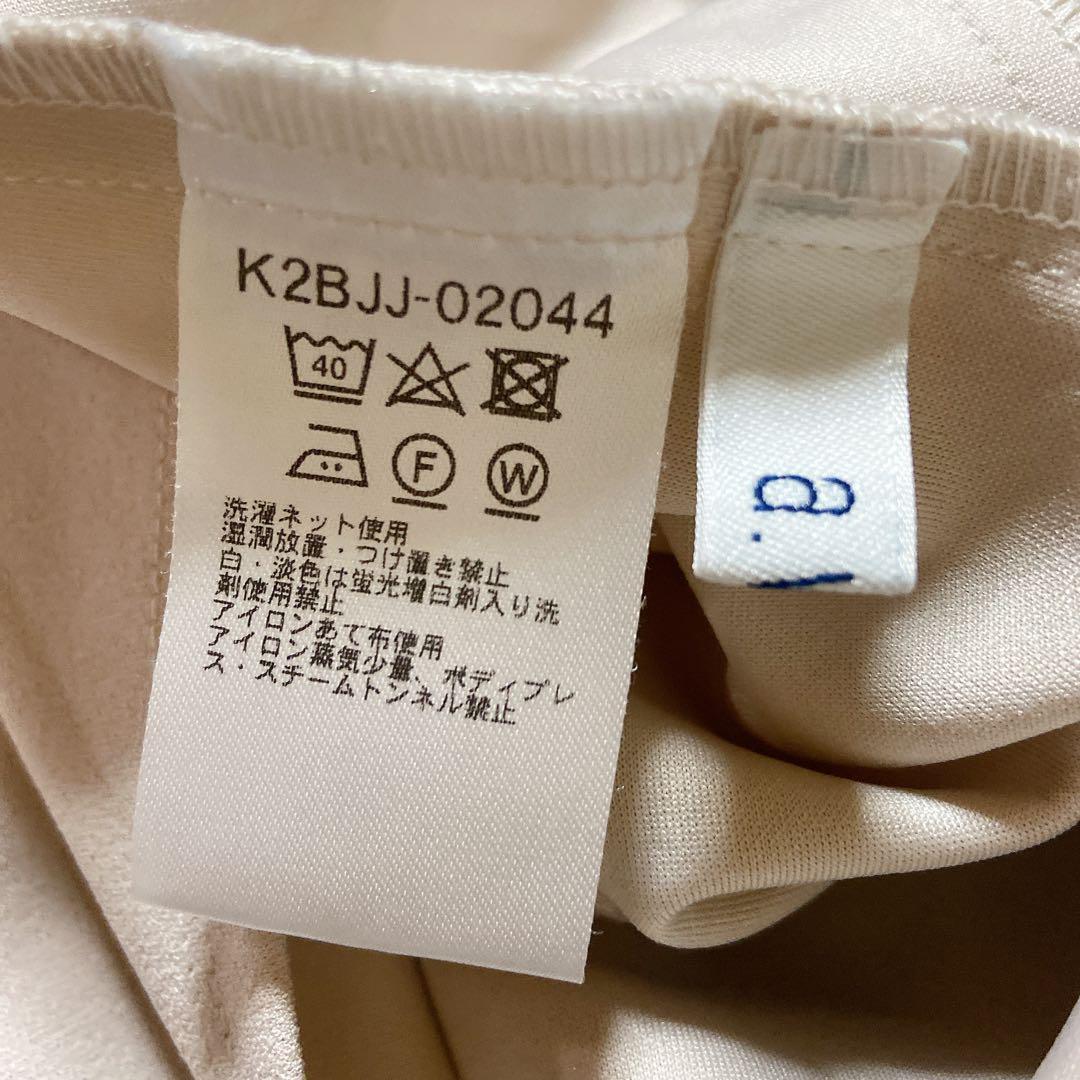 K2BJJ-02044
40
F
W
洗濯ネット使用
湿潤放置・つけ置き禁止
白・淡色は蛍光増白剤入り洗
剤使用禁止
アイロンあて布使用
アイロン蒸気少量、ボディプレ
ス・スチームトンネル禁止